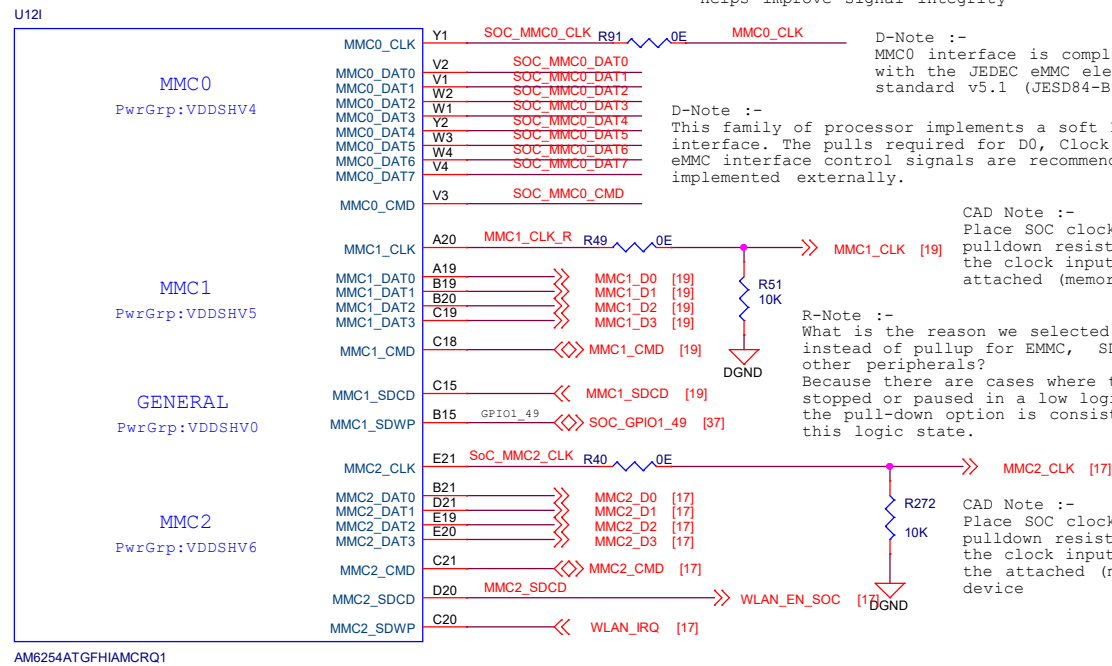 helps improve signal integrity
U12I
MMC0
PwrGrp:VDDSHV4
MMC0_CLK Y1 SOC_MMC0_CLK R91 0E MMC0_CLK
MMC0_DAT0 V2 SOC_MMC0_DAT0
MMC0_DAT1 V1 SOC_MMC0_DAT1
MMC0_DAT2 W2 SOC_MMC0_DAT2
MMC0_DAT3 W1 SOC_MMC0_DAT3
MMC0_DAT4 Y2 SOC_MMC0_DAT4
MMC0_DAT5 W3 SOC_MMC0_DAT5
MMC0_DAT6 W4 SOC_MMC0_DAT6
MMC0_DAT7 V4 SOC_MMC0_DAT7
MMC0_CMD V3 SOC_MMC0_CMD
D-Note :-
MMC0 interface is compl
with the JEDEC eMMC ele
standard v5.1 (JESD84-B
D-Note :-
This family of processor implements a soft
interface. The pulls required for D0, Clock
eMMC interface control signals are recommend
implemented externally.
MMC1
PwrGrp:VDDSHV5
MMC1_CLK A20 MMC1_CLK_R R49 0E MMC1_CLK [19]
R51
10K
DGND
MMC1_DAT0 A19 MMC1_D0 [19]
MMC1_DAT1 B19 MMC1_D1 [19]
MMC1_DAT2 B20 MMC1_D2 [19]
MMC1_DAT3 C19 MMC1_D3 [19]
MMC1_CMD C18 MMC1_CMD [19]
CAD Note :-
Place SOC clock
pulldown resist
the clock input
attached (memor
R-Note :-
What is the reason we selected
instead of pullup for EMMC, SD
other peripherals?
Because there are cases where t
stopped or paused in a low logi
the pull-down option is consist
this logic state.
GENERAL
PwrGrp:VDDSHV0
MMC1_SDCD C15 MMC1_SDCD [19]
MMC1_SDWP B15 GPIO1_49 SOC_GPIO1_49 [37]
MMC2
PwrGrp:VDDSHV6
MMC2_CLK E21 SoC_MMC2_CLK R40 0E MMC2_CLK [17]
R272
10K
DGND
MMC2_DAT0 B21 MMC2_D0 [17]
MMC2_DAT1 D21 MMC2_D1 [17]
MMC2_DAT2 E19 MMC2_D2 [17]
MMC2_DAT3 E20 MMC2_D3 [17]
MMC2_CMD C21 MMC2_CMD [17]
MMC2_SDCD D20 MMC2_SDCD WLAN_EN_SOC [17]
MMC2_SDWP C20 WLAN_IRQ [17]
CAD Note :-
Place SOC clock
pulldown resist
the clock input
the attached (m
device
AM6254ATGFHIAMCRQ1